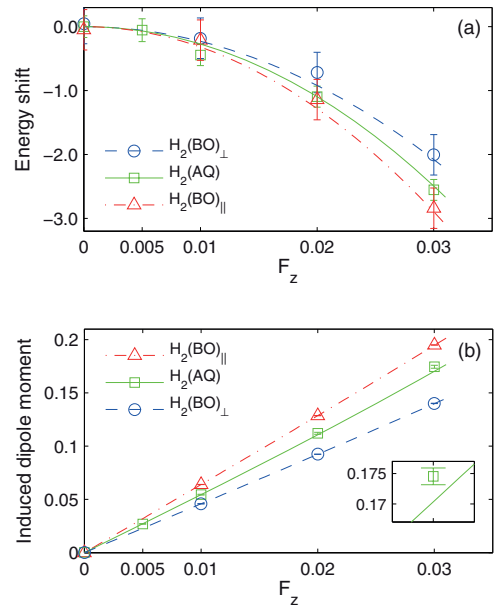 (a)
0.0
−1.0
−2.0
−3.0
Energy shift
H₂(BO)⊥
H₂(AQ)
H₂(BO)||
0 0.005 0.01 0.02 0.03
F_z
(b)
0.2
0.15
0.1
0.05
0
Induced dipole moment
H₂(BO)||
H₂(AQ)
H₂(BO)⊥
0.175
0.17
0 0.005 0.01 0.02 0.03
F_z